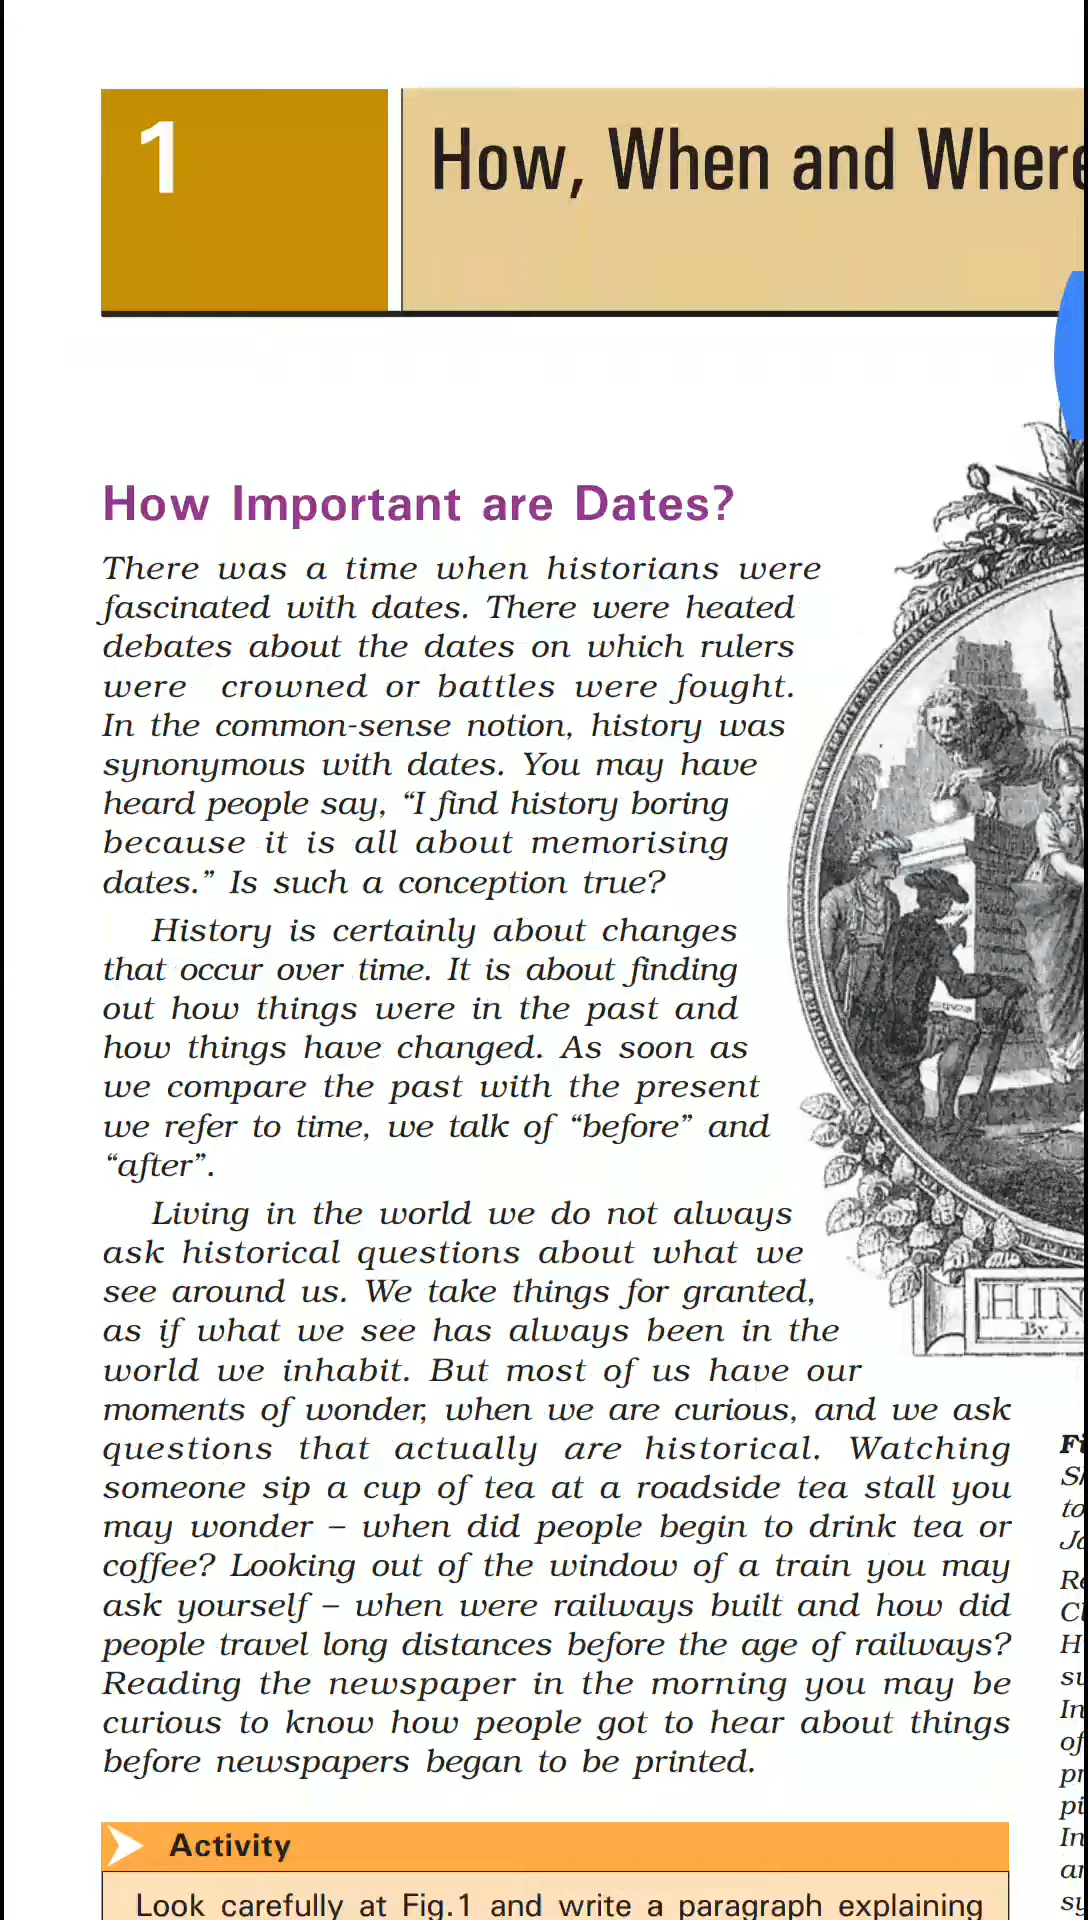 1
How, When and Where
How Important are Dates?
There was a time when historians were
fascinated with dates. There were heated
debates about the dates on which rulers
were crowned or battles were fought.
In the common-sense notion, history was
synonymous with dates. You may have
heard people say, “I find history boring
because it is all about memorising
dates.” Is such a conception true?
History is certainly about changes
that occur over time. It is about finding
out how things were in the past and
how things have changed. As soon as
we compare the past with the present
we refer to time, we talk of “before” and
“after”.
Living in the world we do not always
ask historical questions about what we
see around us. We take things for granted,
as if what we see has always been in the
world we inhabit. But most of us have our
moments of wonder, when we are curious, and we ask
questions that actually are historical. Watching
someone sip a cup of tea at a roadside tea stall you
may wonder – when did people begin to drink tea or
coffee? Looking out of the window of a train you may
ask yourself – when were railways built and how did
people travel long distances before the age of railways?
Reading the newspaper in the morning you may be
curious to know how people got to hear about things
before newspapers began to be printed.
Activity
Look carefully at Fig.1 and write a paragraph explaining
HIN
By J.
to
In
of
In